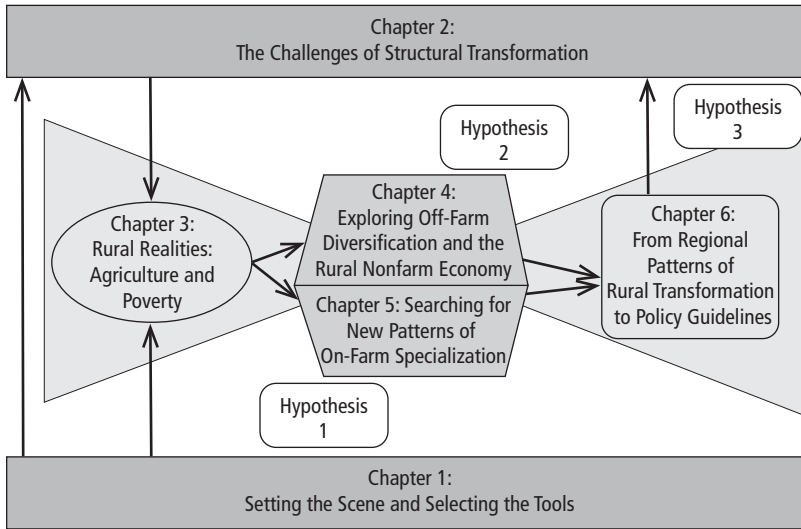 Chapter 2:
The Challenges of Structural Transformation
Hypothesis
2
Hypothesis
3
Chapter 3:
Rural Realities:
Agriculture and
Poverty
Chapter 4:
Exploring Off-Farm
Diversification and the
Rural Nonfarm Economy
Chapter 5: Searching for
New Patterns of
On-Farm Specialization
Chapter 6:
From Regional
Patterns of
Rural Transformation
to Policy Guidelines
Hypothesis
1
Chapter 1:
Setting the Scene and Selecting the Tools